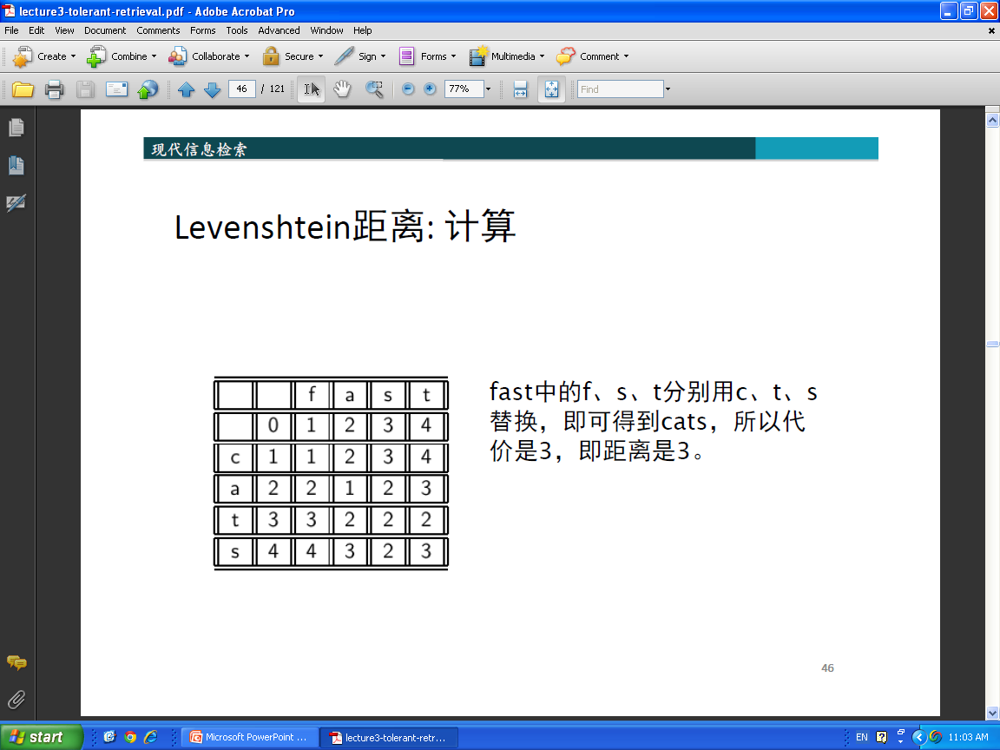 lecture3-tolerant-retrieval.pdf - Adobe Acrobat Pro
File Edit View Document Comments Forms Tools Advanced Window Help
Create Combine Collaborate Secure Sign Forms Multimedia Comment
46 / 121 77% Find
现代信息检索
Levenshtein距离: 计算
f a s t
0 1 2 3 4
c 1 1 2 3 4
a 2 2 1 2 3
t 3 3 2 2 2
s 4 4 3 2 3
fast中的f、s、t分别用c、t、s
替换，即可得到cats，所以代
价是3，即距离是3。
46
start Microsoft PowerPoint ... lecture3-tolerant-retr... EN 11:03 AM